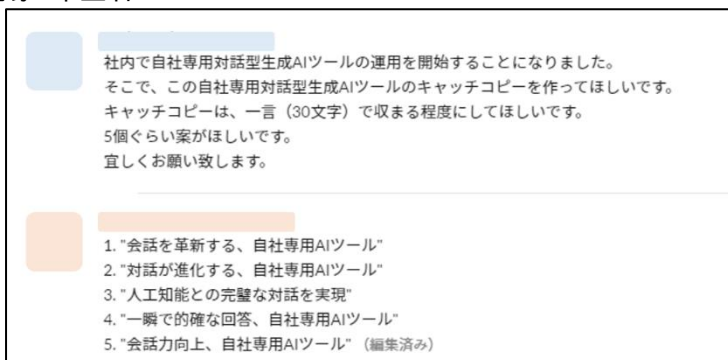 社内で自社専用対話型生成AIツールの運用を開始することになりました。
そこで、この自社専用対話型生成AIツールのキャッチコピーを作ってほしいです。
キャッチコピーは、一言（30文字）で収まる程度にしてほしいです。
5個ぐらい案がほしいです。
宜しくお願い致します。
1. "会話を革新する、自社専用AIツール"
2. "対話が進化する、自社専用AIツール"
3. "人工知能との完璧な対話を実現"
4. "一瞬で的確な回答、自社専用AIツール"
5. "会話力向上、自社専用AIツール" （編集済み）